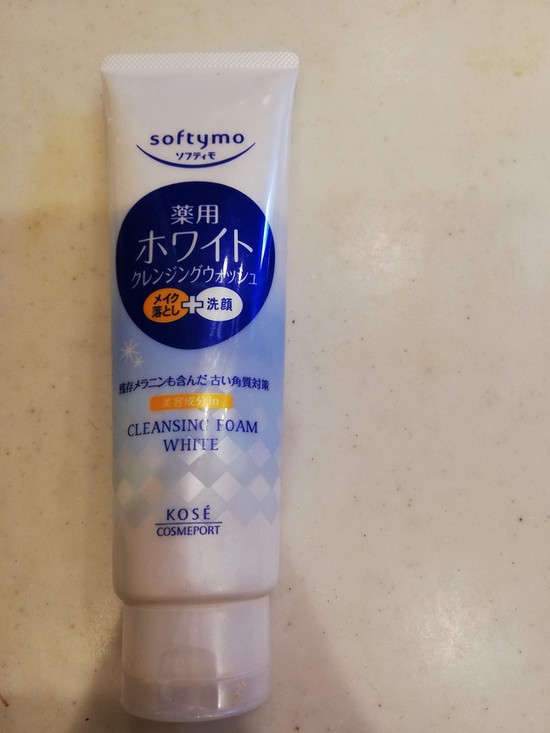 softymo
ソフティモ
薬用
ホワイト
クレンジングウォッシュ
メイク
落とし
+
洗顔
残存メラニンも含んだ 古い角質対策
美容成分in
CLEANSING FOAM
WHITE
KOSÉ
COSMEPORT